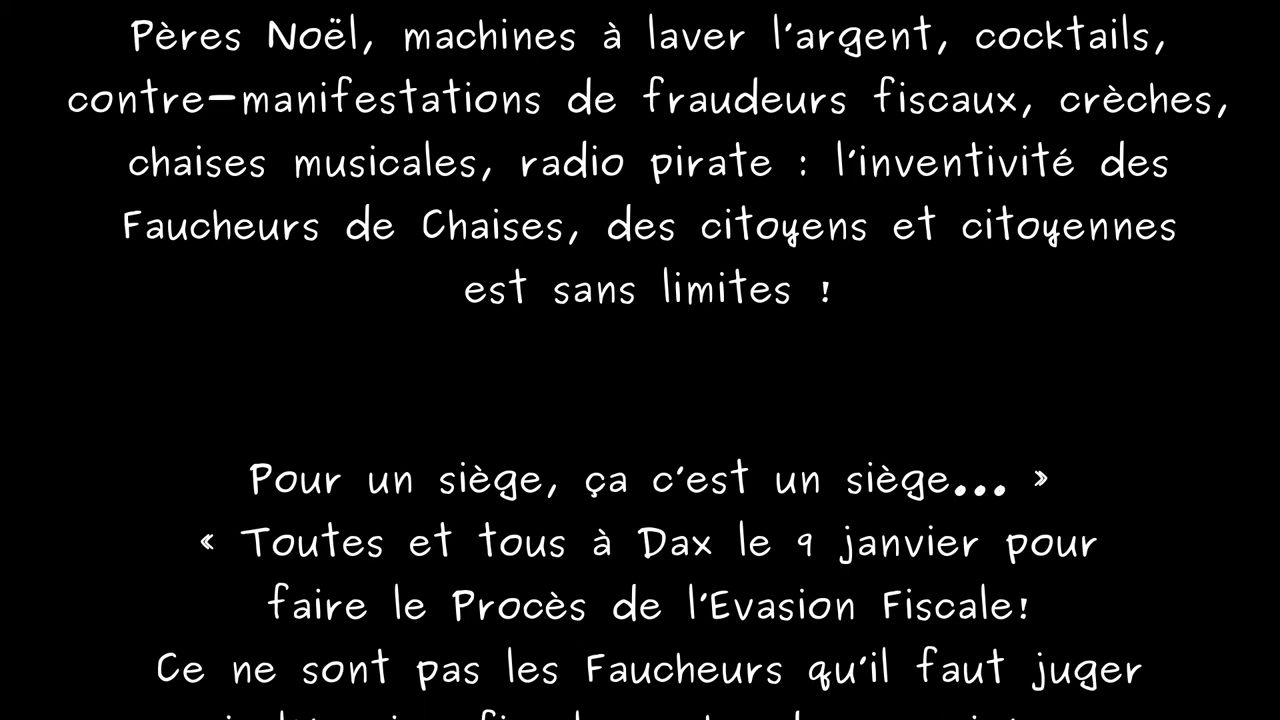 Pères Noël, machines à laver l'argent, cocktails,
contre-manifestations de fraudeurs fiscaux, crèches,
chaises musicales, radio pirate : l'inventivité des
Faucheurs de Chaises, des citoyens et citoyennes
est sans limites !
Pour un siège, ça c'est un siège... »
« Toutes et tous à Dax le 9 janvier pour
faire le Procès de l'Evasion Fiscale!
Ce ne sont pas les Faucheurs qu'il faut juger